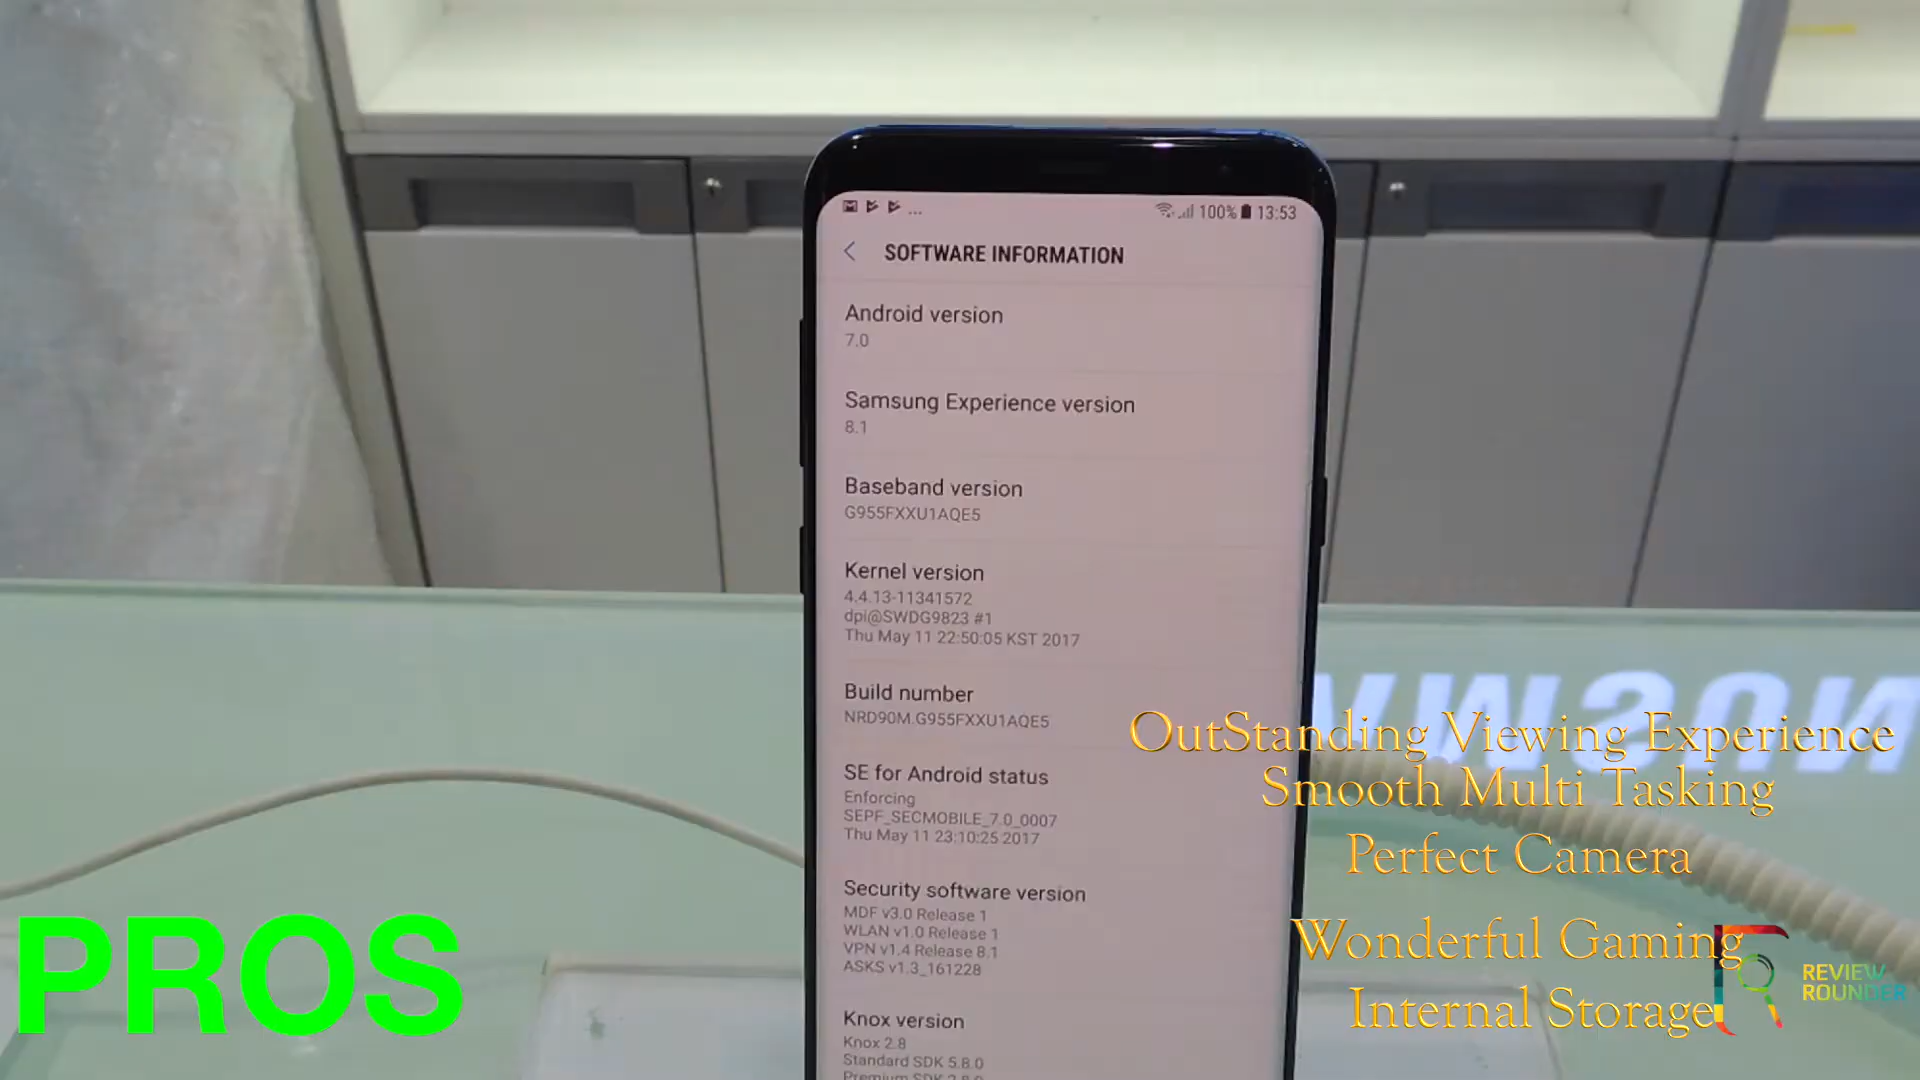 100% 13:53
SOFTWARE INFORMATION
Android version
7.0
Samsung Experience version
8.1
Baseband version
G955FXXU1AQE5
Kernel version
4.4.13-11341572
dpi@SWDG9823 #1
Thu May 11 22:50:05 KST 2017
Build number
NRD90M.G955FXXU1AQE5
SE for Android status
Enforcing
SEPF_SECMOBILE_7.0_0007
Thu May 11 23:10:25 2017
Security software version
MDF v3.0 Release 1
WLAN v1.0 Release 1
VPN v1.4 Release 8.1
ASKS v1.3_161228
Knox version
Knox 2.8
Standard SDK 5.8.0
Premium SDK 2.8.0
PROS
OutStanding Viewing Experience
Smooth Multi Tasking
Perfect Camera
Wonderful Gaming
Internal Storage
REVIEW
ROUNDER